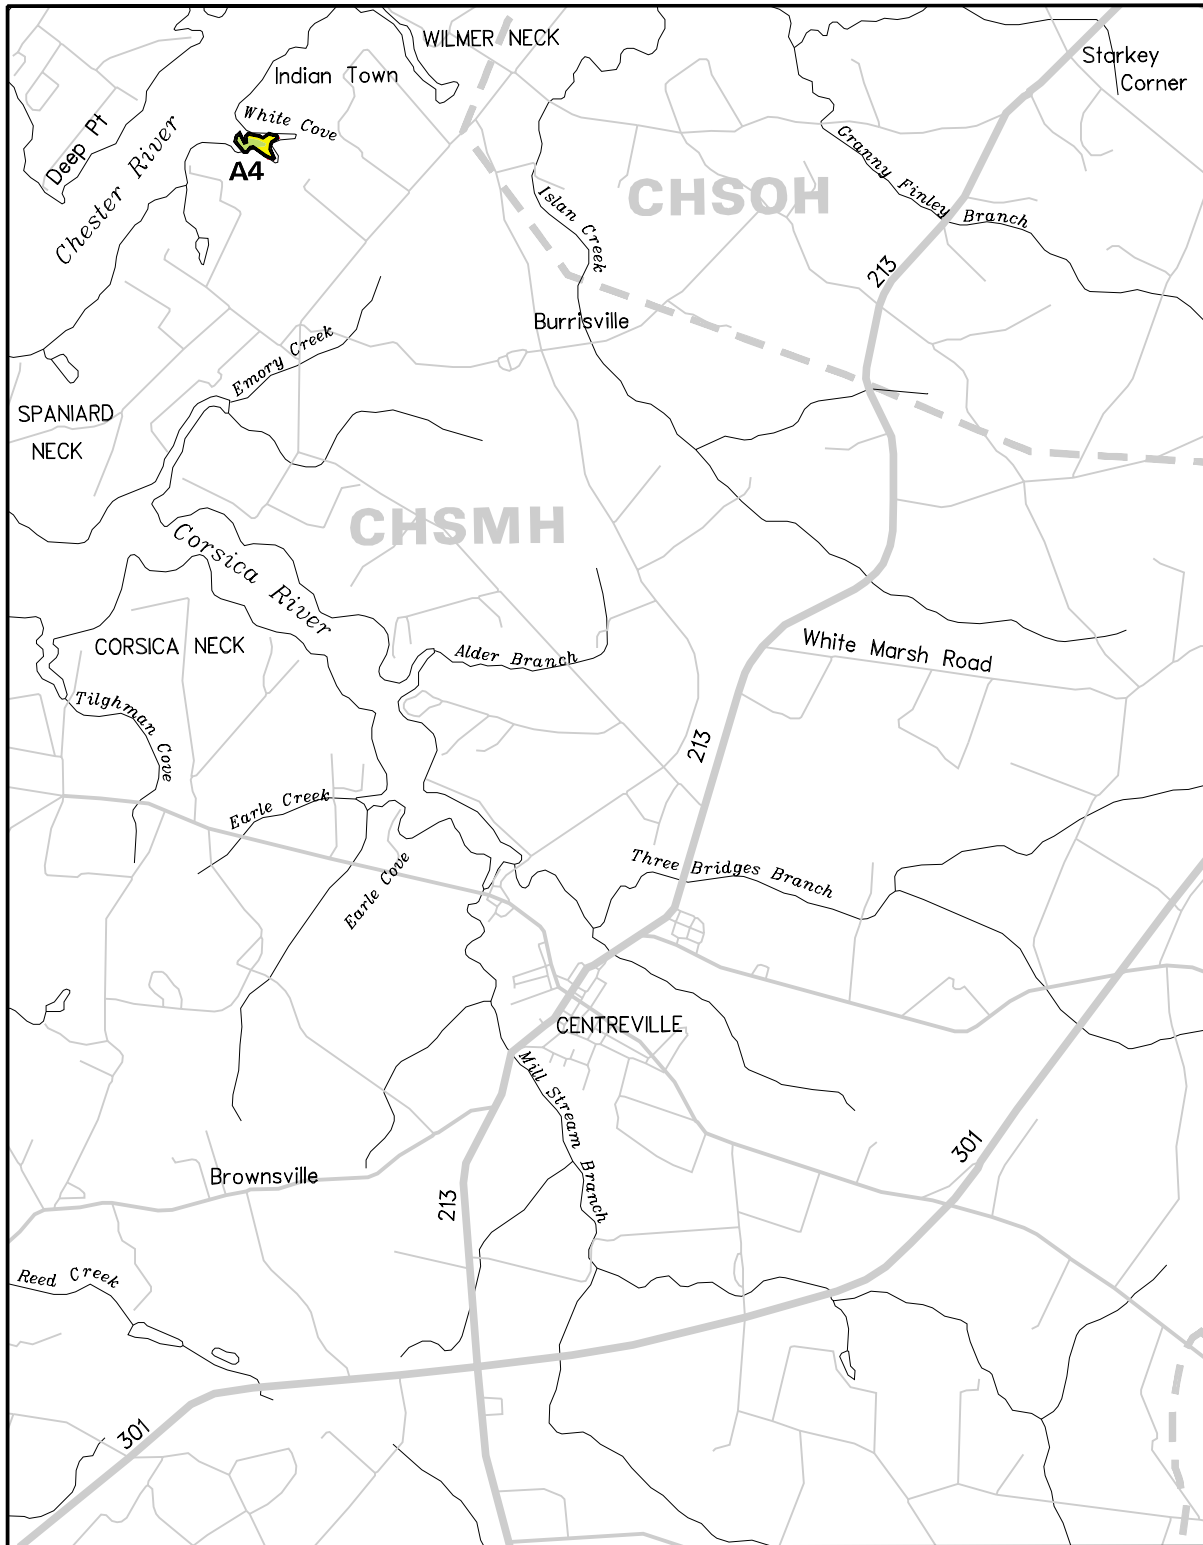 WILMER NECK
Starkey
Corner
Indian Town
White Cove
Deep Pt
A4
Chester River
Granny Finley Branch
CHSOH
Islan Creek
213
Burrisville
Emory Creek
SPANIARD
NECK
CHSMH
Corsica River
CORSICA NECK
Alder Branch
White Marsh Road
Tilghman Cove
213
Earle Creek
Earle Cove
Three Bridges Branch
CENTREVILLE
Mill Stream Branch
301
Brownsville
213
Reed Creek
301